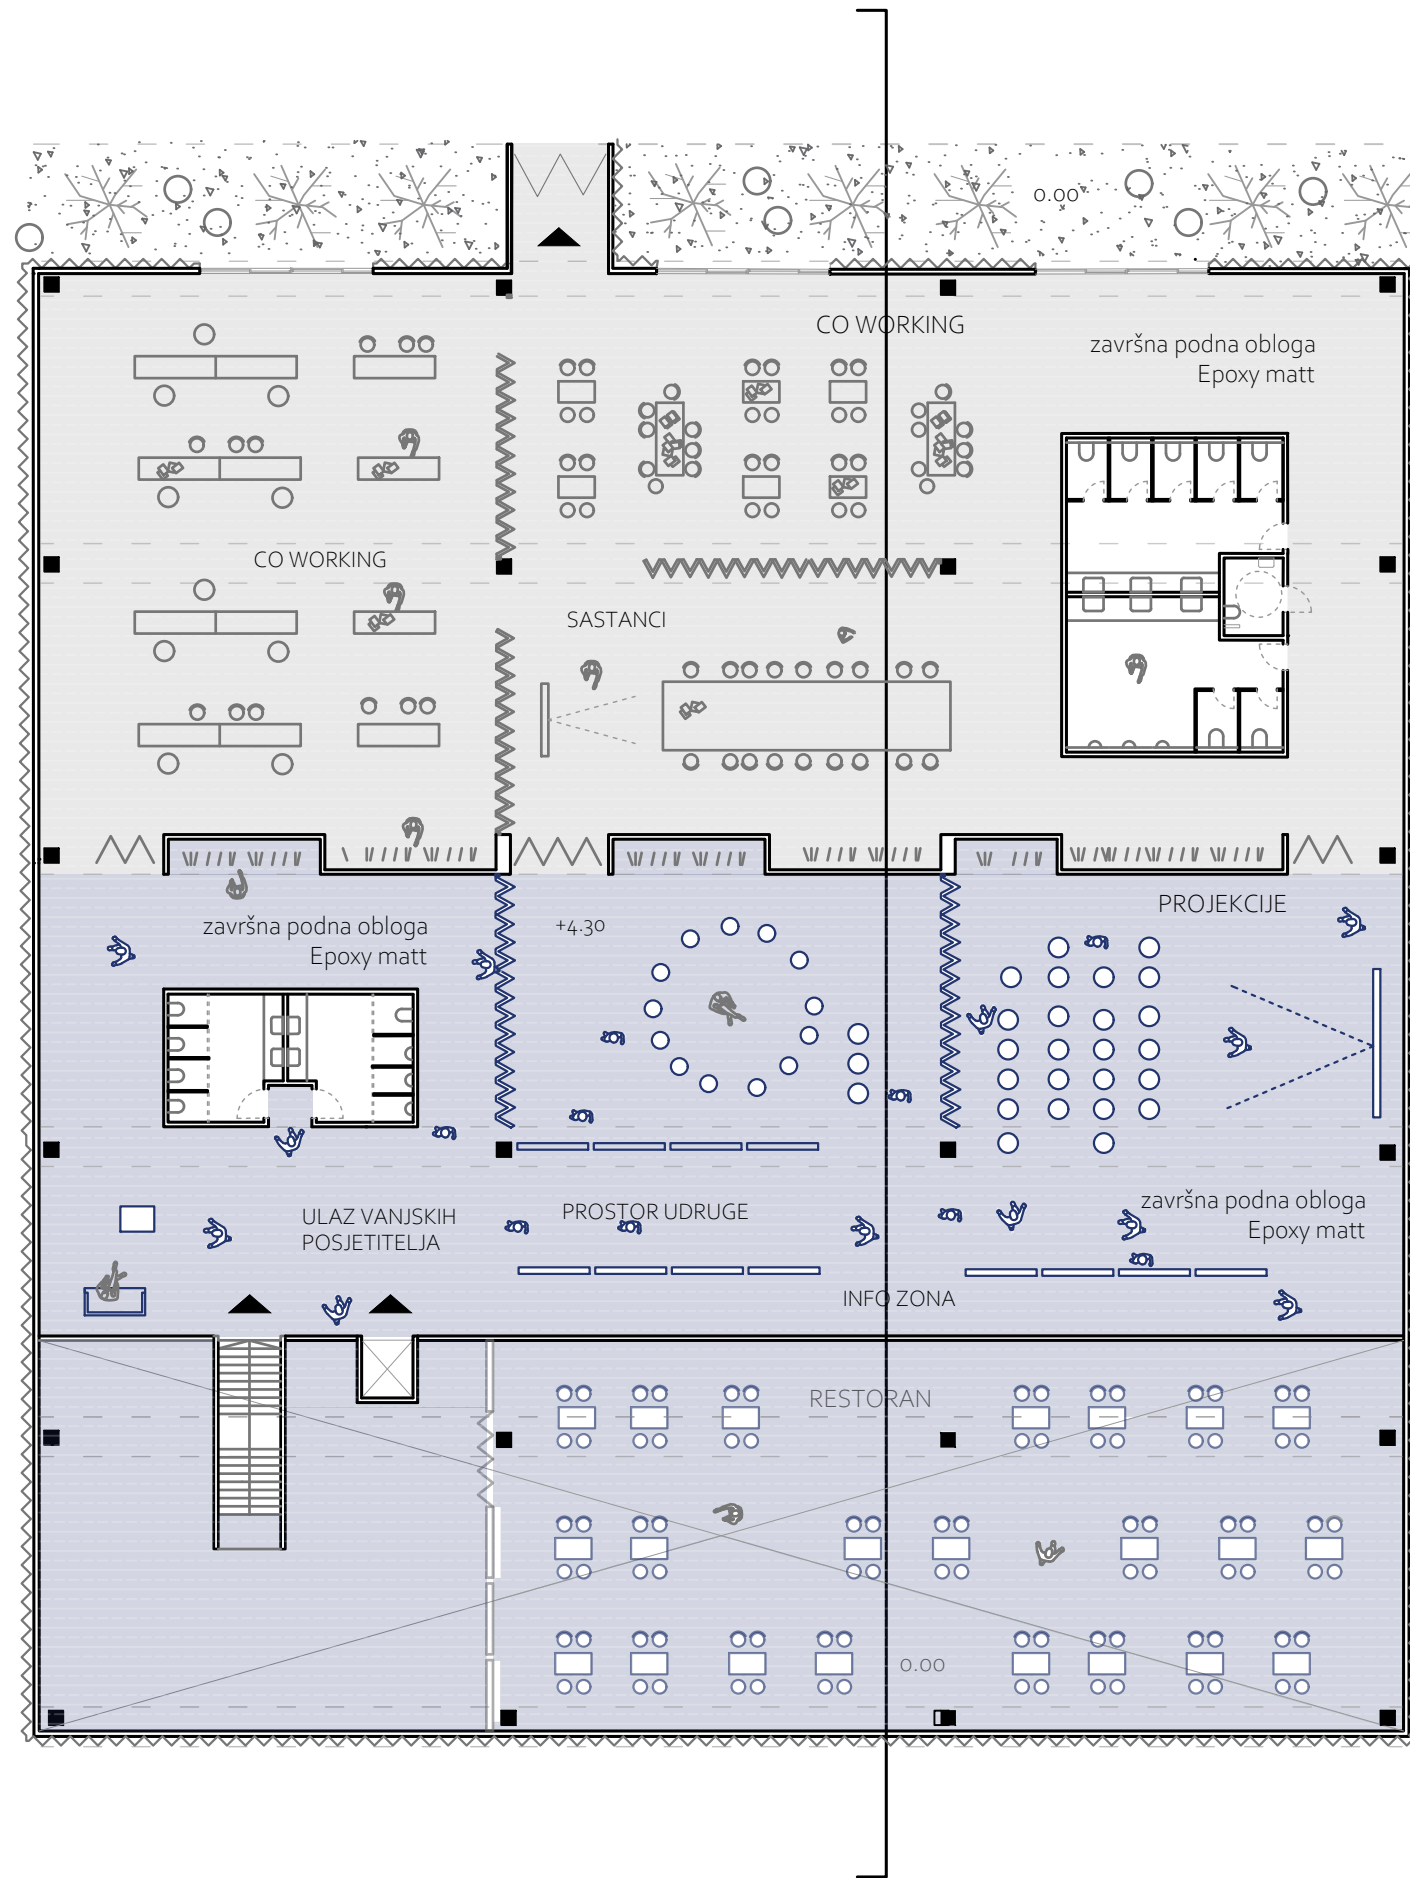 0.00
CO WORKING
završna podna obloga
Epoxy matt
CO WORKING
SASTANCI
PROJEKCIJE
završna podna obloga
Epoxy matt
+4.30
ULAZ VANJSKIH
POSJETITELJA
PROSTOR UDRUGE
završna podna obloga
Epoxy matt
INFO ZONA
RESTORAN
0.00